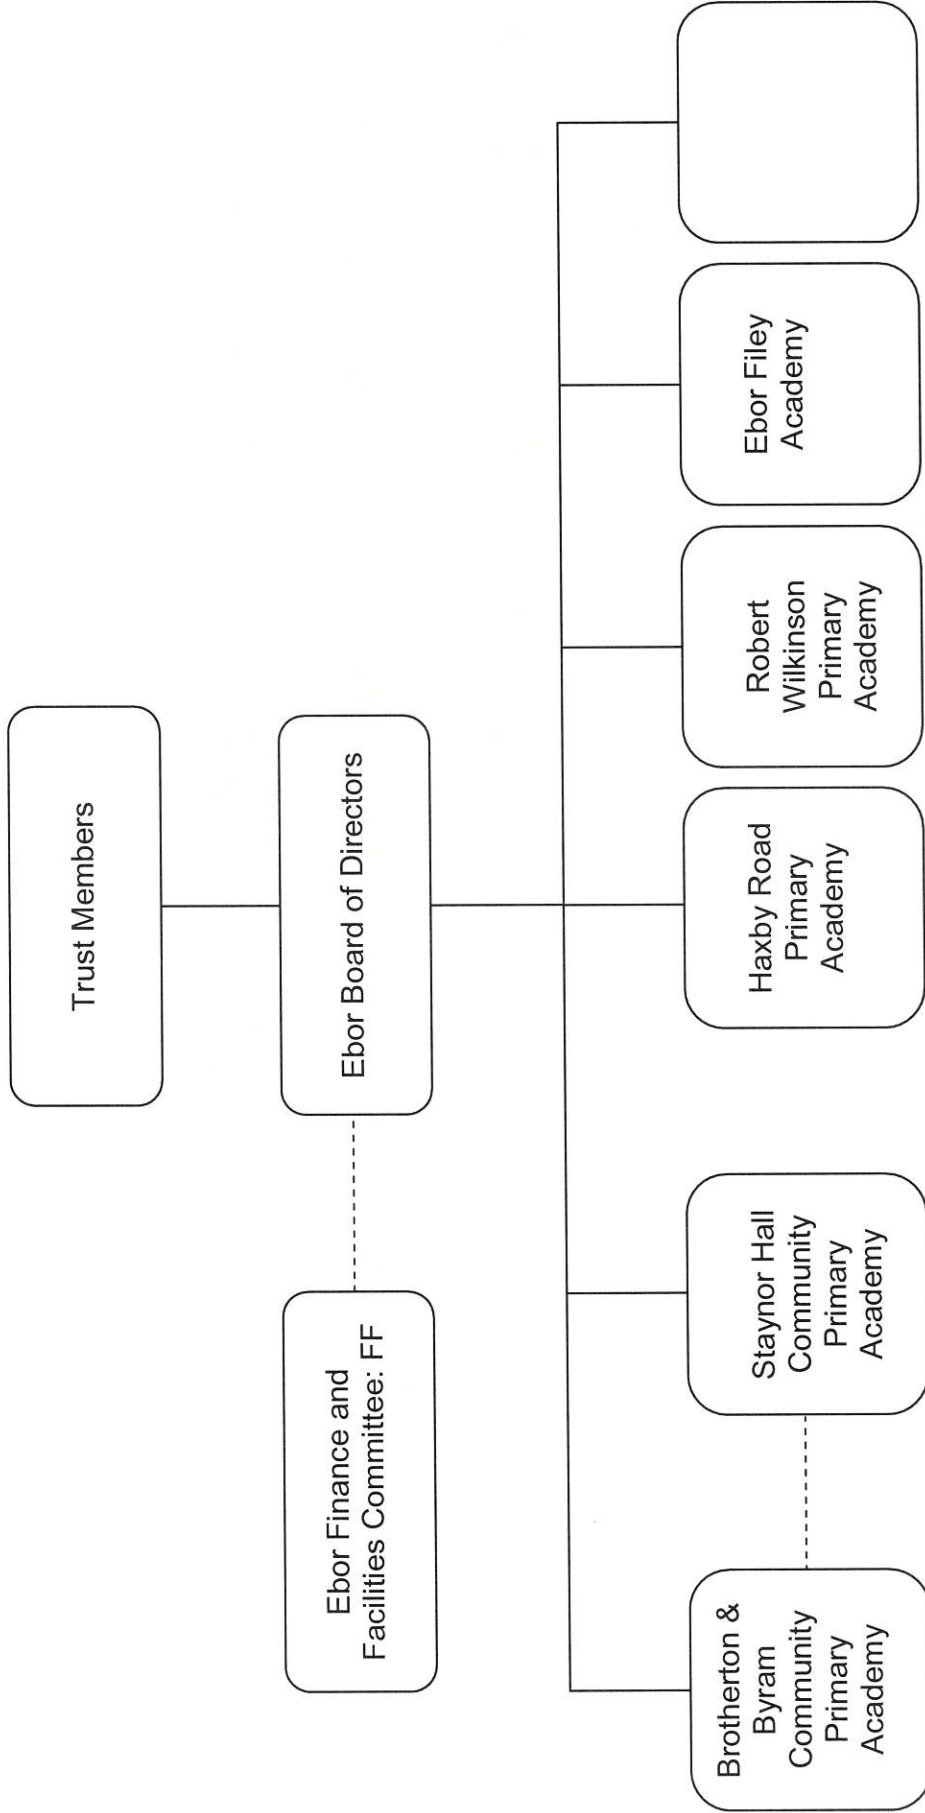 Trust Members
Ebor Finance and
Facilities Committee: FF
Ebor Board of Directors
Brotherton &
Byram
Community
Primary
Academy
Staynor Hall
Community
Primary
Academy
Haxby Road
Primary
Academy
Robert
Wilkinson
Primary
Academy
Ebor Filey
Academy